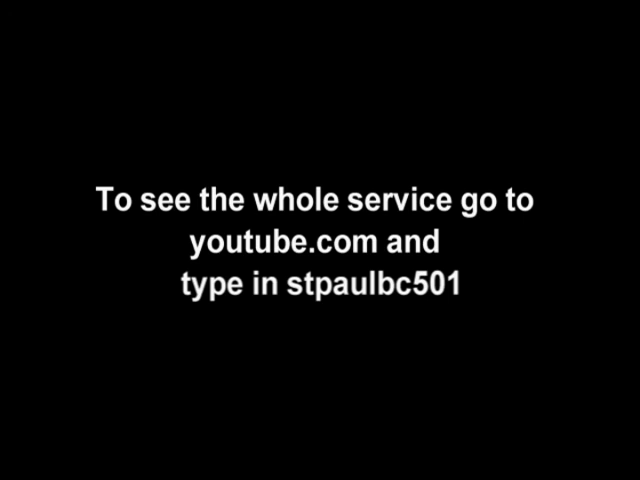 To see the whole service go to
youtube.com and
type in stpaulbc501